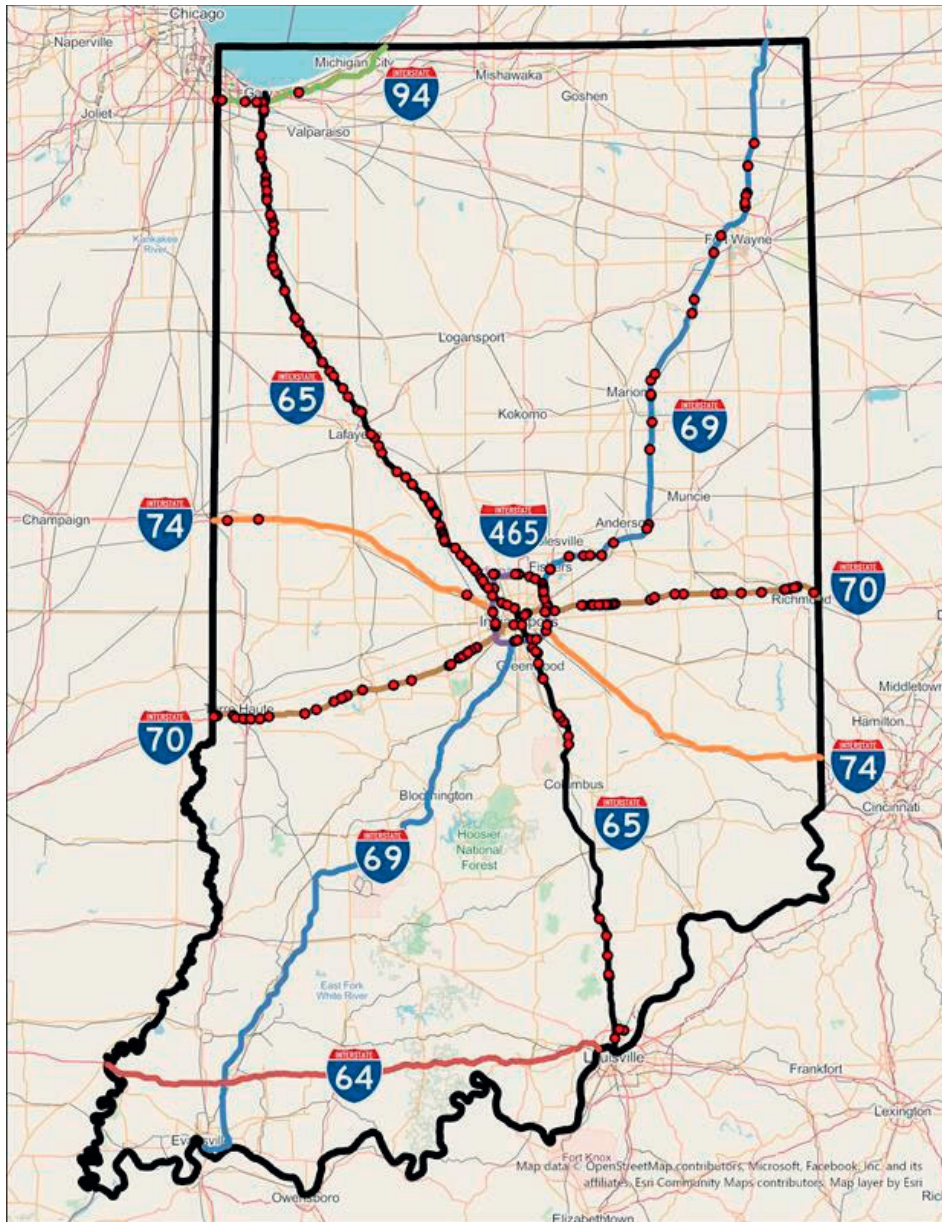 Chicago
Naperville
Michigan City
Mishawaka
INTERSTATE
94
Goshen
Joliet
Valparaiso
Kankakee
River
Fort Wayne
Logansport
INTERSTATE
65
Marion
Kokomo
INTERSTATE
69
Lafayette
Muncie
INTERSTATE
74
Champaign
INTERSTATE
465
Anderson
Fishers
INTERSTATE
70
Richmond
Indianapolis
Greenwood
Middletown
Terre Haute
Hamilton
INTERSTATE
70
INTERSTATE
74
Columbus
Bloomington
Cincinnati
INTERSTATE
65
INTERSTATE
69
Hoosier
National
Forest
East Fork
White River
Louisville
INTERSTATE
64
Frankfort
Lexington
Evansville
Fort Knox
Map data © OpenStreetMap contributors, Microsoft, Facebook, Inc. and its
affiliates, Esri Community Maps contributors, Map layer by Esri
Owensboro
Elizabethtown